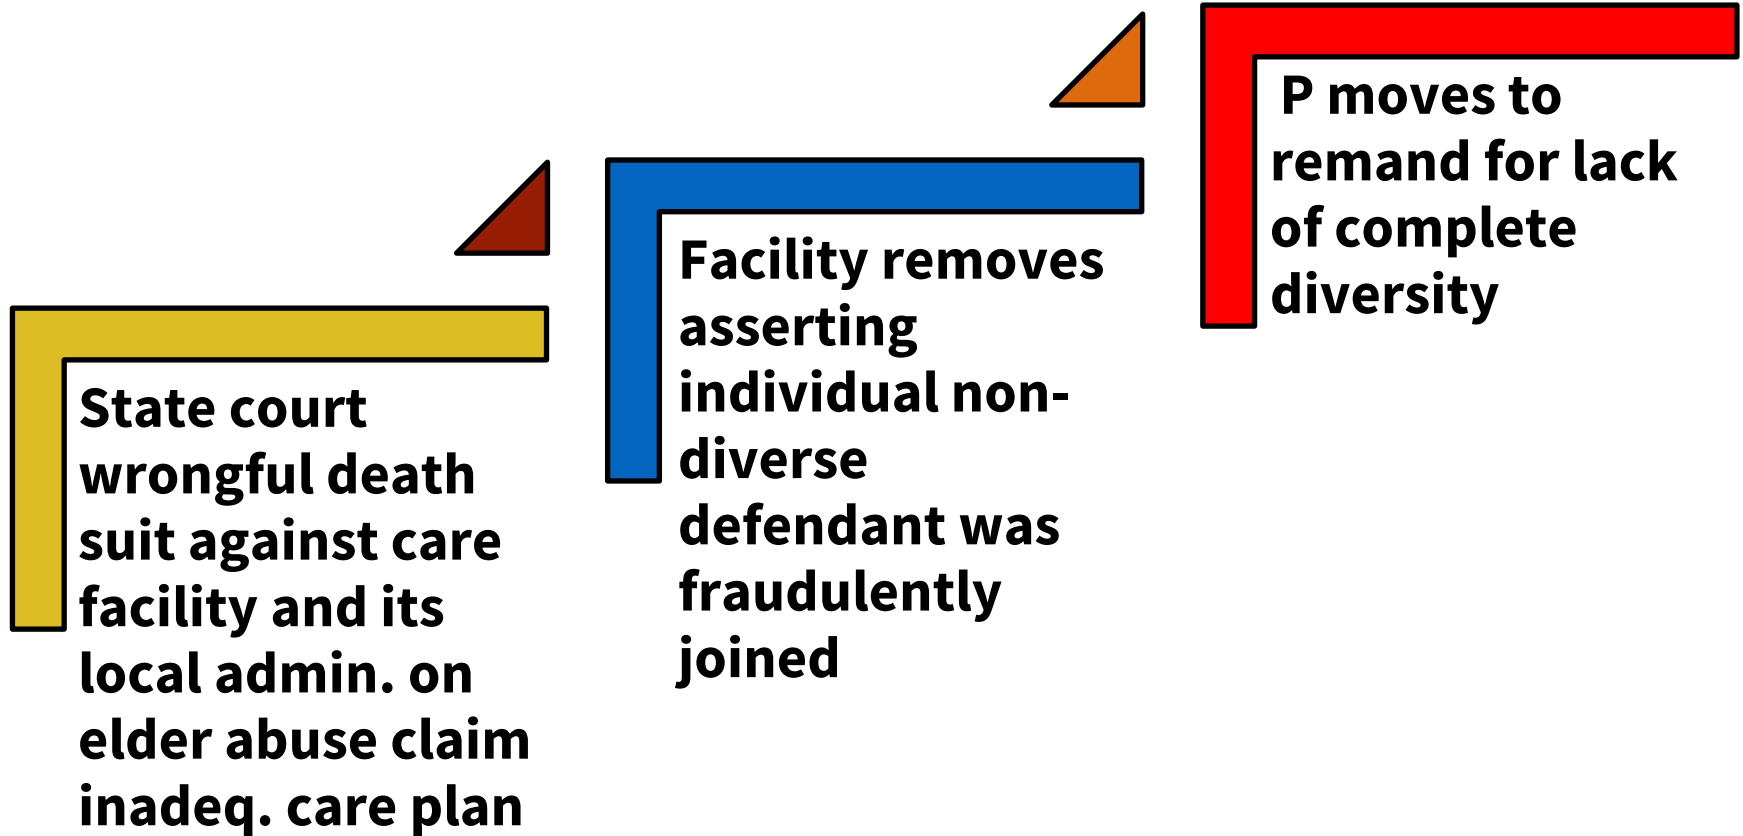 State court
wrongful death
suit against care
facility and its
local admin. on
elder abuse claim
inadeq. care plan
Facility removes
asserting
individual non-
diverse
defendant was
fraudulently
joined
P moves to
remand for lack
of complete
diversity